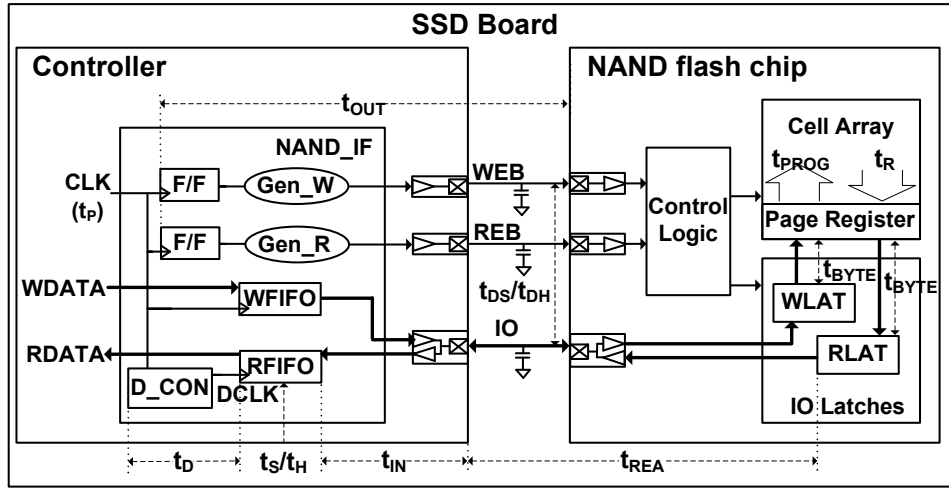 SSD Board
Controller
NAND flash chip
tOUT
NAND_IF
Cell Array
CLK
(tP)
F/F
Gen_W
WEB
tPROG
tR
Control
Logic
Page Register
F/F
Gen_R
REB
WDATA
WFIFO
tDS/tDH
tBYTE
tBYTE
WLAT
IO
RDATA
RFIFO
RLAT
D_CON
DCLK
IO Latches
tD
tS/tH
tIN
tREA